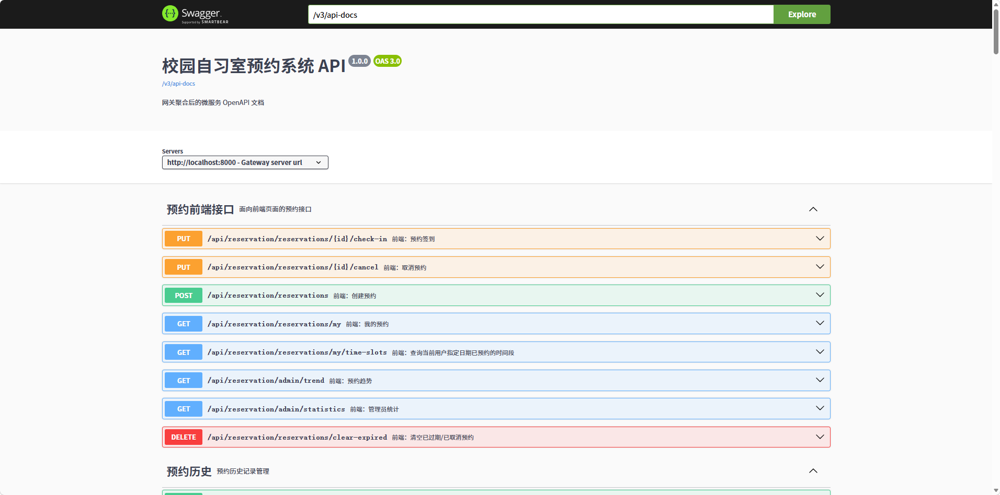 Swagger.
Supported by SMARTBEAR
/v3/api-docs
Explore
校园自习室预约系统 API 1.0.0 OAS 3.0
/v3/api-docs
网关聚合后的微服务 OpenAPI 文档
Servers
http://localhost:8000 - Gateway server url
预约前端接口 面向前端页面的预约接口
PUT /api/reservation/reservations/{id}/check-in 前端：预约签到
PUT /api/reservation/reservations/{id}/cancel 前端：取消预约
POST /api/reservation/reservations 前端：创建预约
GET /api/reservation/reservations/my 前端：我的预约
GET /api/reservation/reservations/my/time-slots 前端：查询当前用户指定日期已预约的时间段
GET /api/reservation/admin/trend 前端：预约趋势
GET /api/reservation/admin/statistics 前端：管理员统计
DELETE /api/reservation/reservations/clear-expired 前端：清空已过期/已取消预约
预约历史 预约历史记录管理